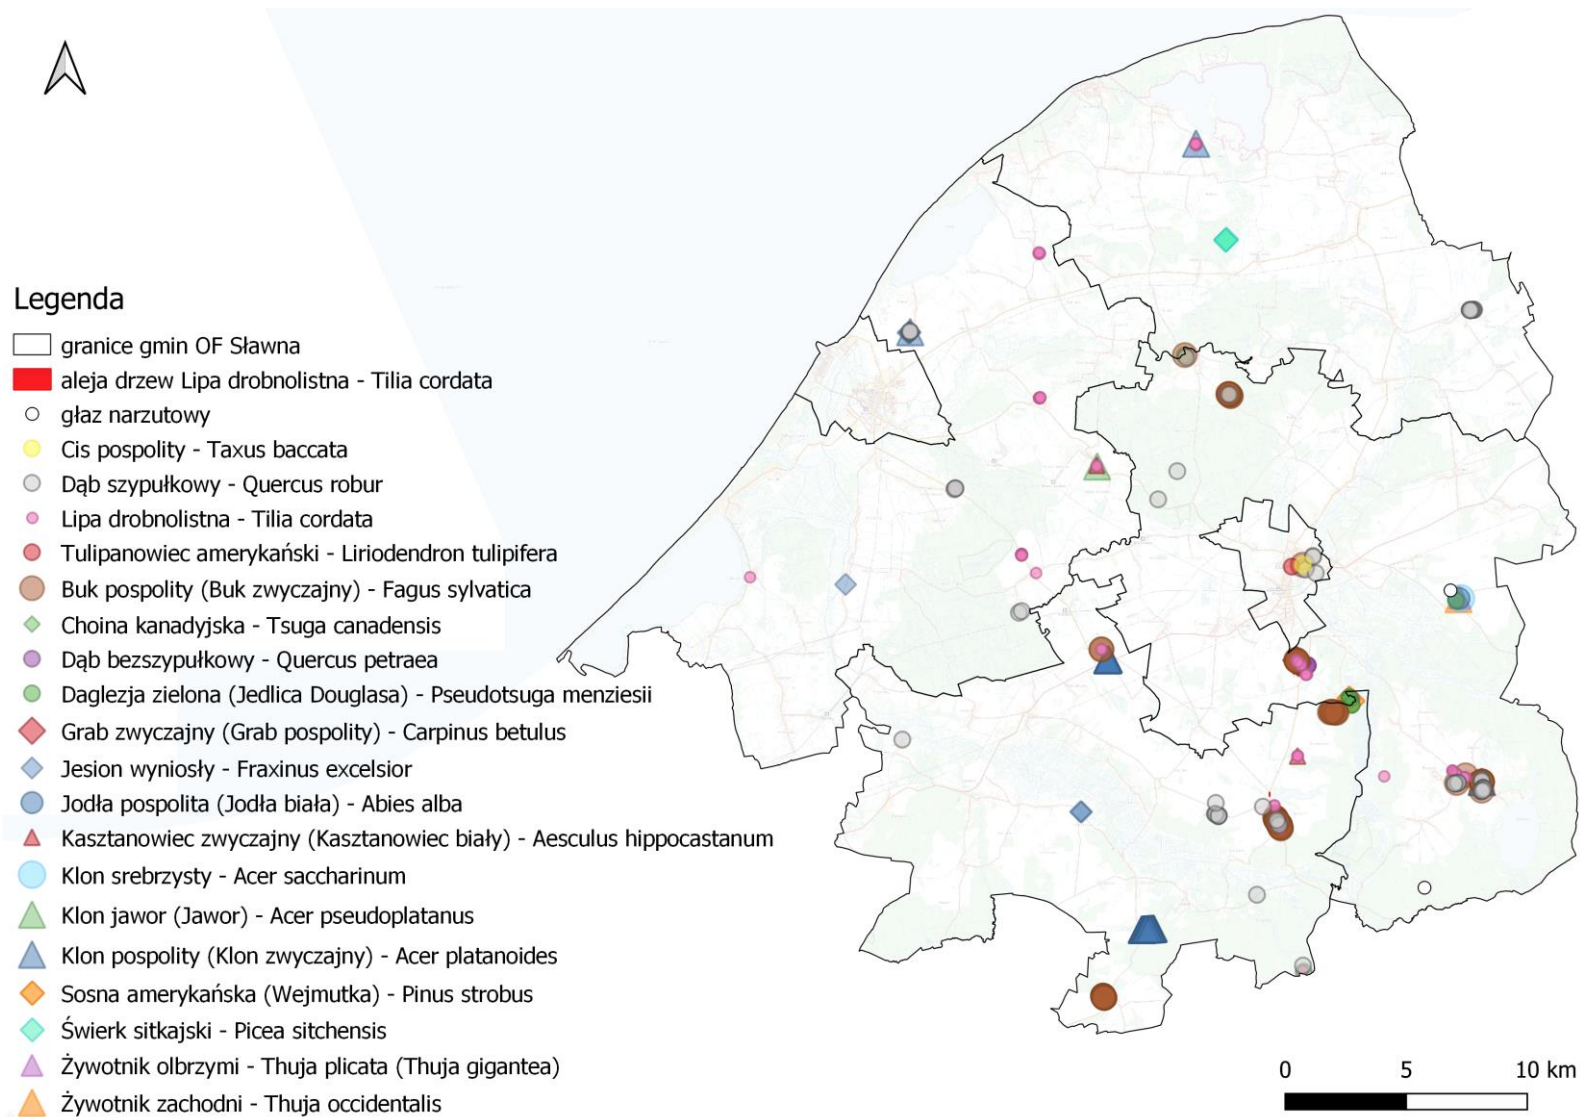 Legenda
granice gmin OF Sławna
aleja drzew Lipa drobnolistna - Tilia cordata
głaz narzutowy
Cis pospolity - Taxus baccata
Dąb szypułkowy - Quercus robur
Lipa drobnolistna - Tilia cordata
Tulipanowiec amerykański - Liriodendron tulipifera
Buk pospolity (Buk zwyczajny) - Fagus sylvatica
Choina kanadyjska - Tsuga canadensis
Dąb bezszypułkowy - Quercus petraea
Daglezja zielona (Jedlica Douglasa) - Pseudotsuga menziesii
Grab zwyczajny (Grab pospolity) - Carpinus betulus
Jesion wyniosły - Fraxinus excelsior
Jodła pospolita (Jodła biała) - Abies alba
Kasztanowiec zwyczajny (Kasztanowiec biały) - Aesculus hippocastanum
Klon srebrzysty - Acer saccharinum
Klon jawor (Jawor) - Acer pseudoplatanus
Klon pospolity (Klon zwyczajny) - Acer platanoides
Sosna amerykańska (Wejmutka) - Pinus strobus
Świerk sitkajski - Picea sitchensis
Żywotnik olbrzymi - Thuja plicata (Thuja gigantea)
Żywotnik zachodni - Thuja occidentalis
0 5 10 km